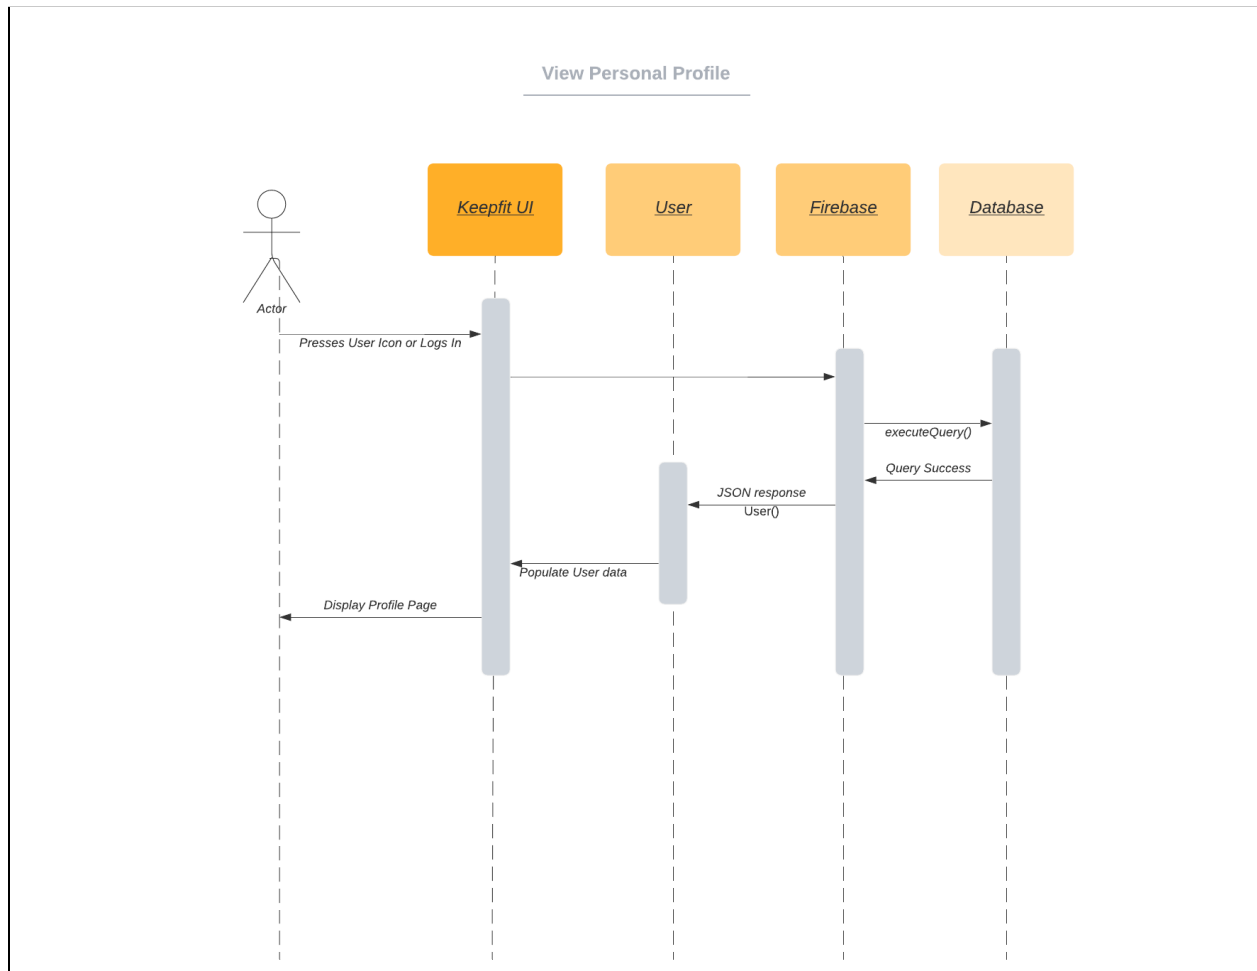 View Personal Profile
Keepfit UI
User
Firebase
Database
Actor
Presses User Icon or Logs In
executeQuery()
Query Success
JSON response
User()
Populate User data
Display Profile Page